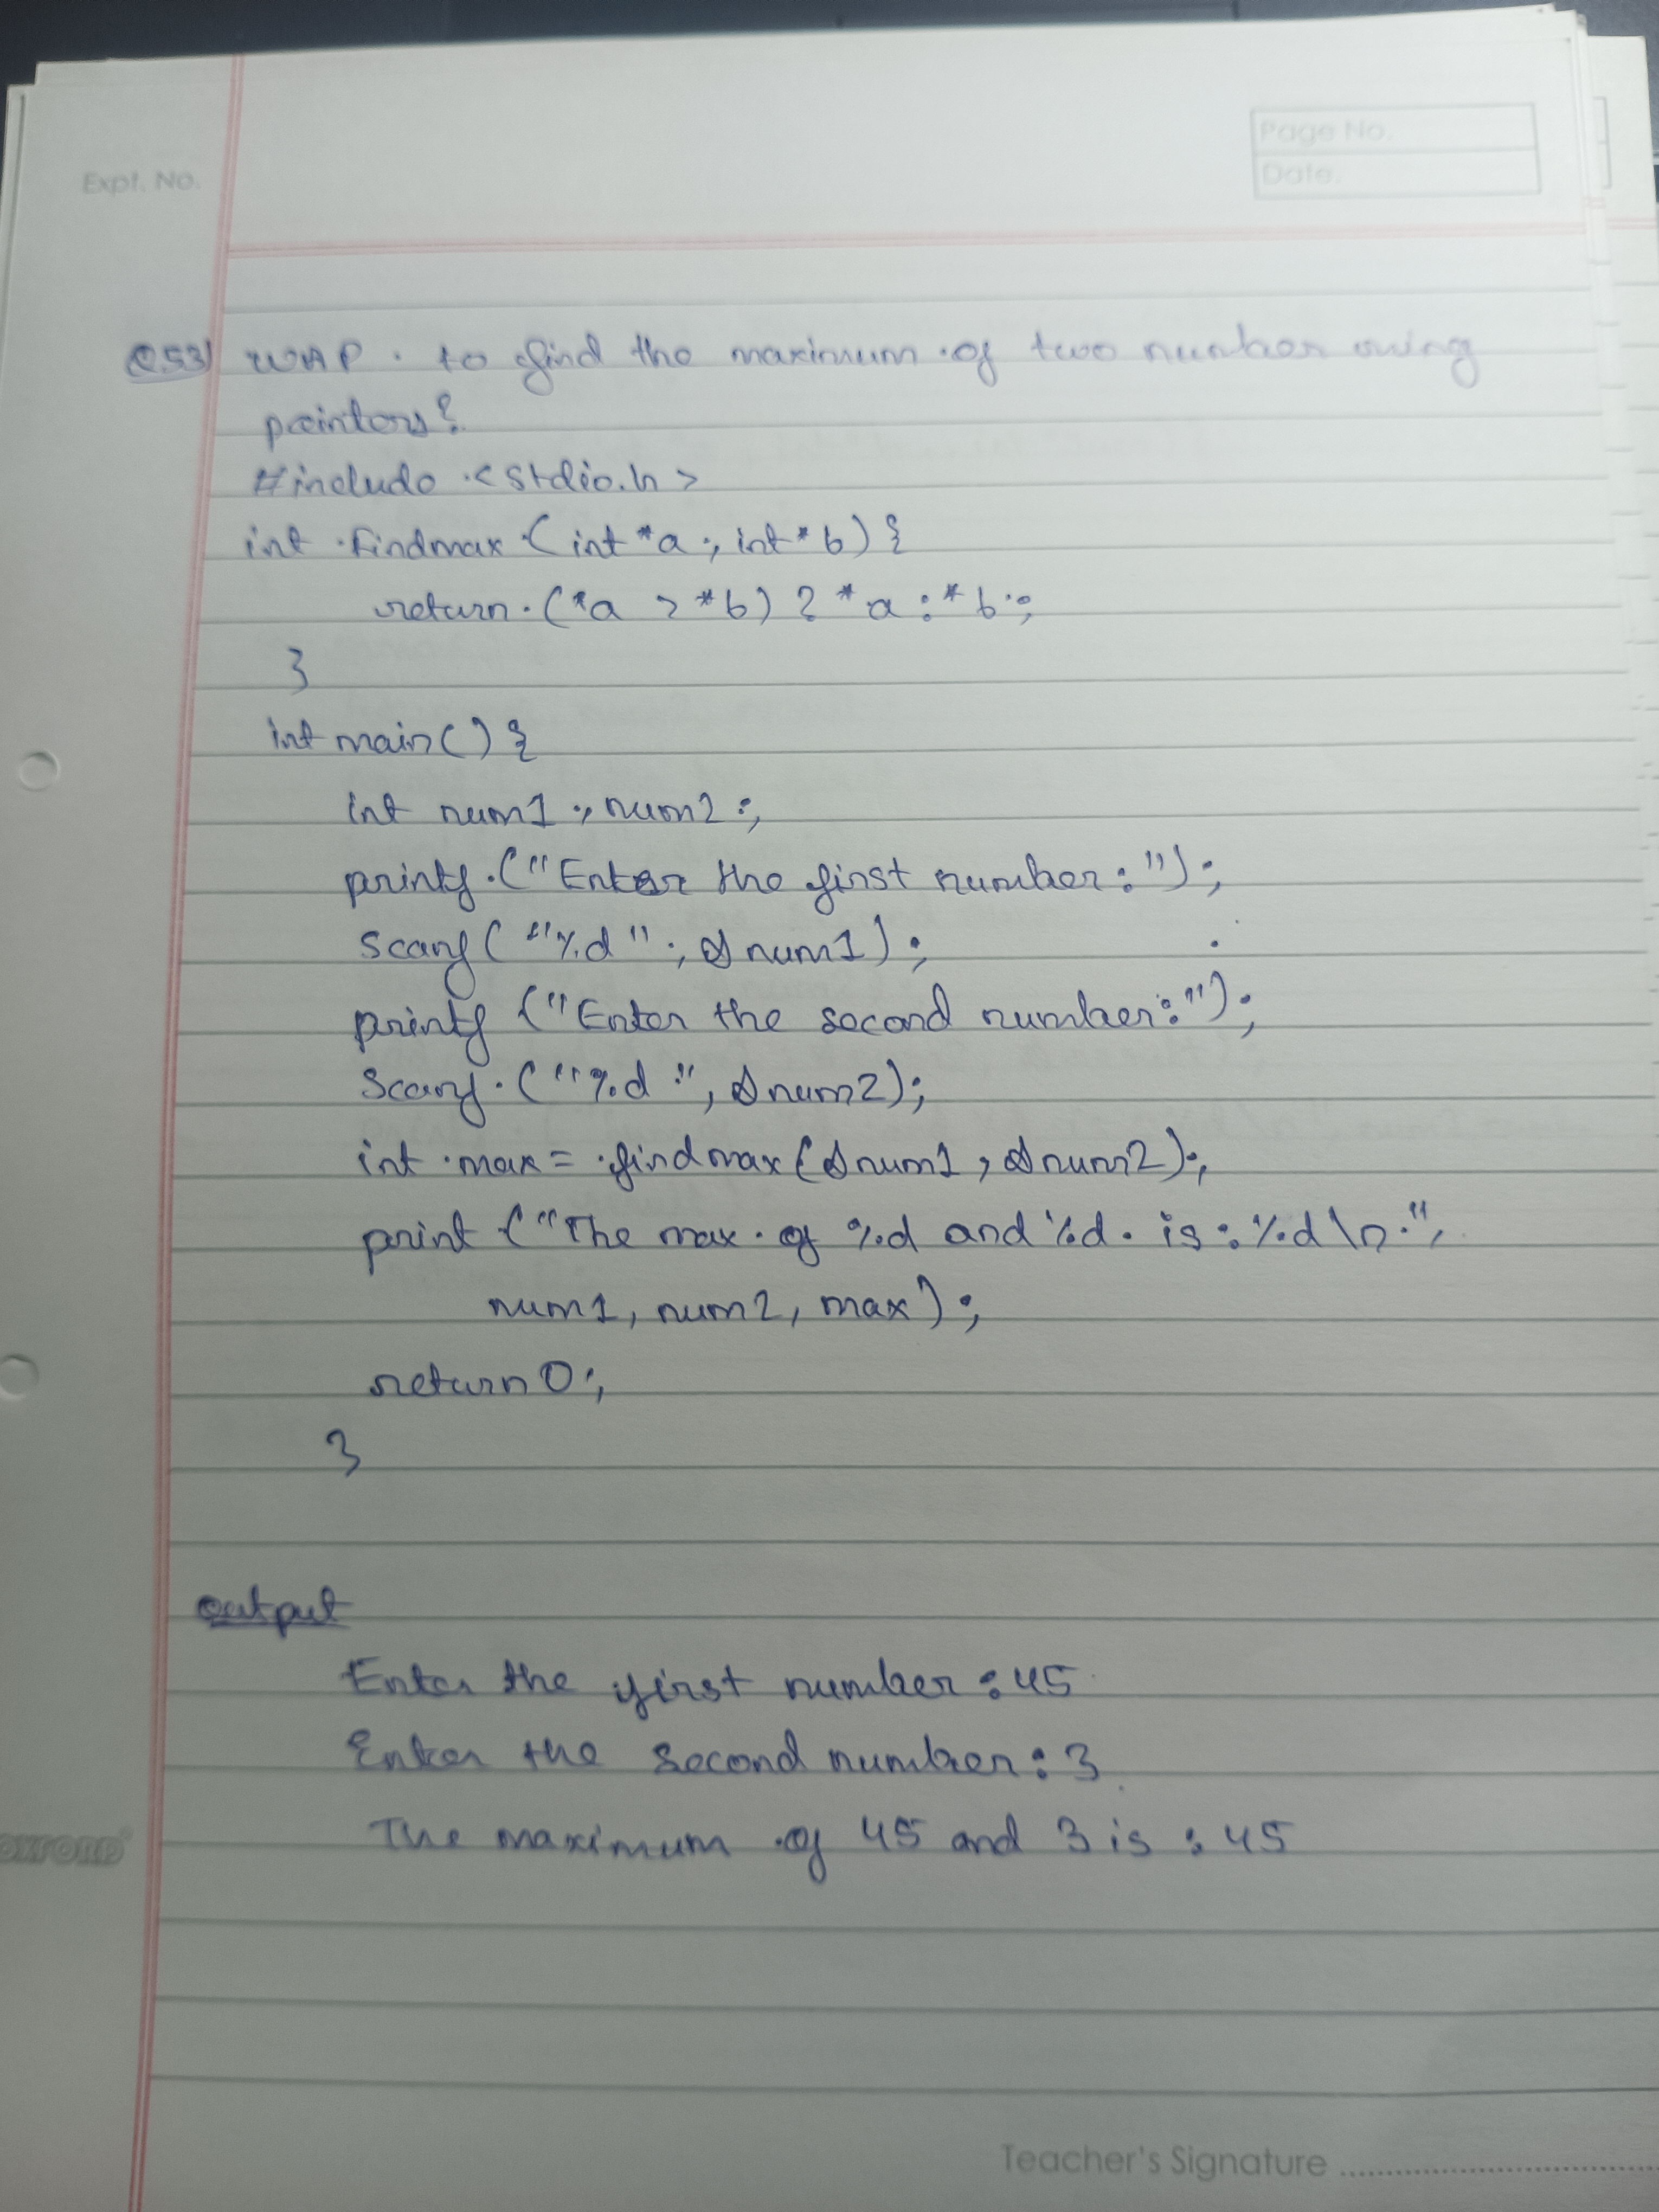 Page No.
Date.
Expt. No.
Q53) WAP. to find the maximum of two number using
pointers?
#include <stdio.h>
int findmax (int *a, int *b) {
return (*a > *b) ? *a : *b;
}
int main() {
int num1, num2;
printf ("Enter the first number:");
scanf ("%d", &num1);
printf ("Enter the second number:");
scanf ("%d", &num2);
int max = findmax (&num1, &num2);
print ("The max. of %d and %d. is: %d \n.",
num1, num2, max);
return 0;
}
output
Enter the first number: 45
Enter the second number: 3
The maximum of 45 and 3 is : 45
OXFORD
Teacher's Signature